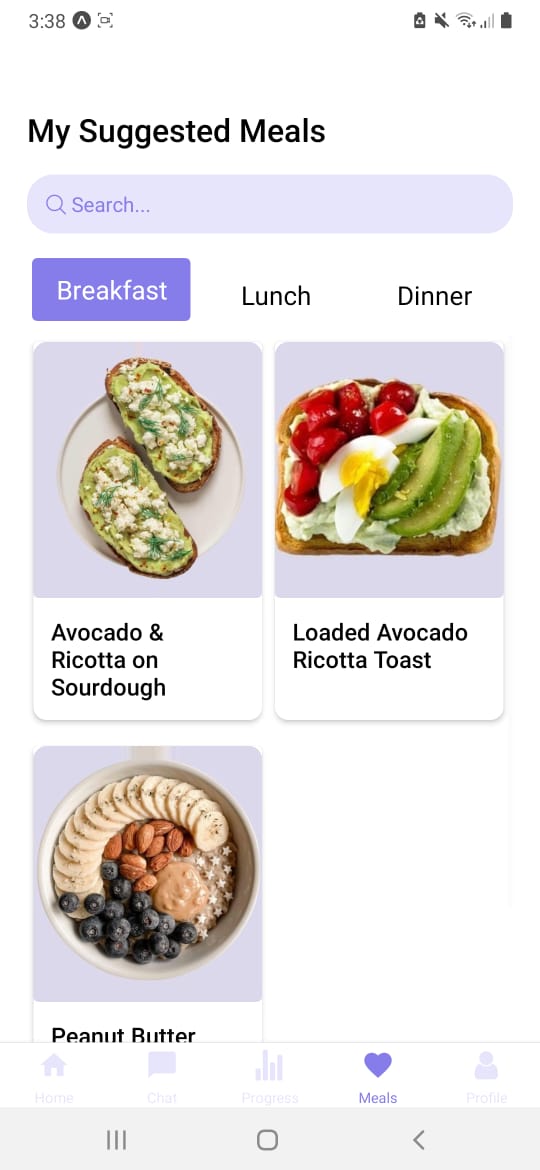 3:38
My Suggested Meals
Search...
Breakfast
Lunch
Dinner
Avocado &
Ricotta on
Sourdough
Loaded Avocado
Ricotta Toast
Peanut Butter
Home
Chat
Progress
Meals
Profile